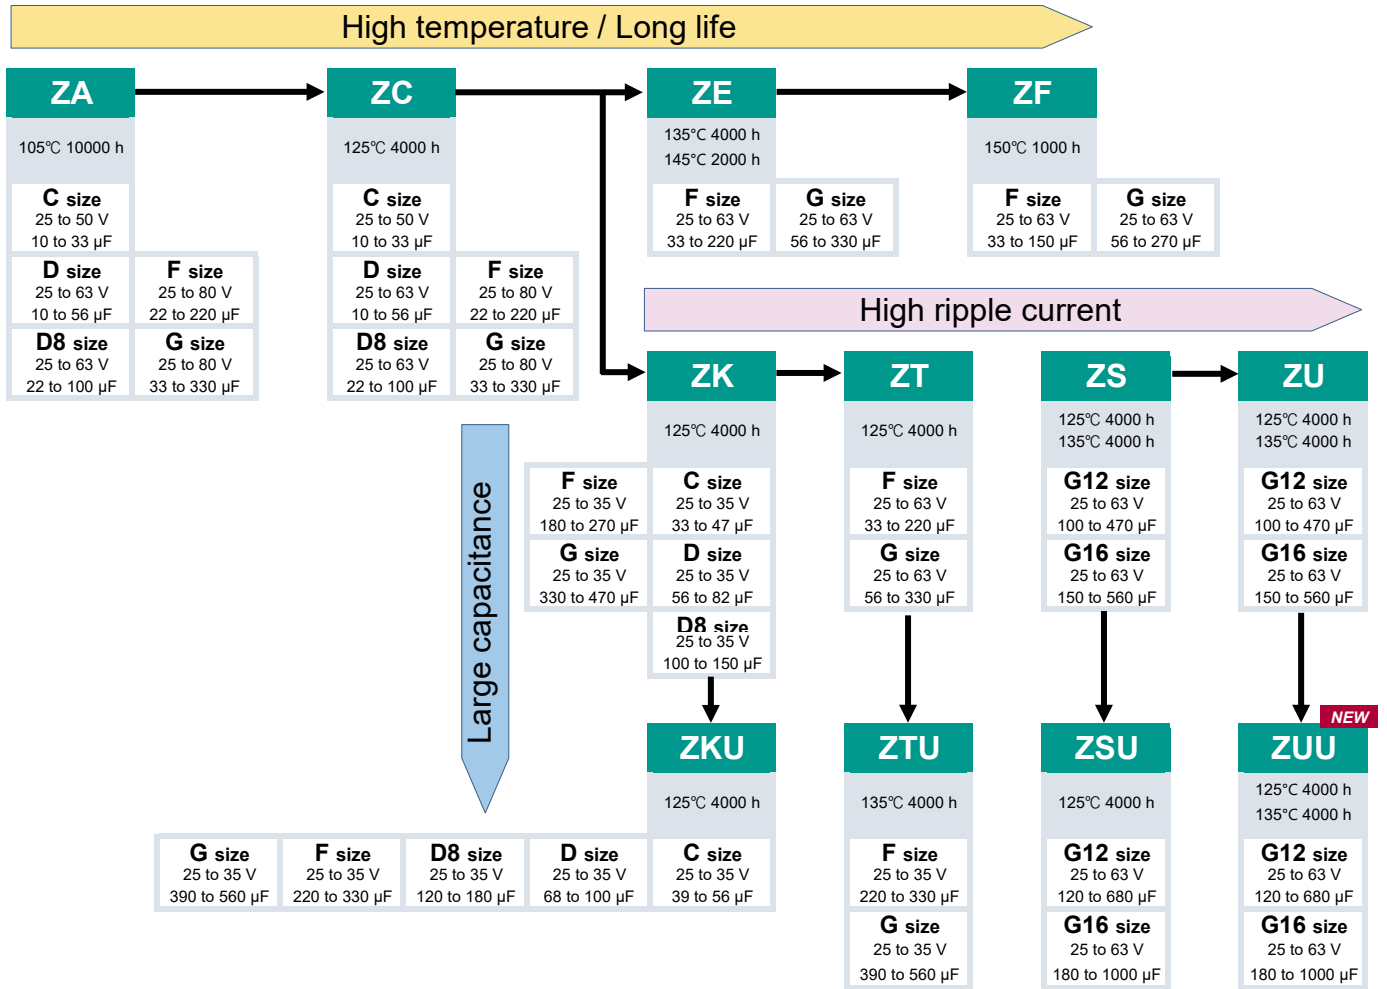 High temperature / Long life
ZA
105℃ 10000 h
C size
25 to 50 V
10 to 33 µF
D size
25 to 63 V
10 to 56 µF
F size
25 to 80 V
22 to 220 µF
D8 size
25 to 63 V
22 to 100 µF
G size
25 to 80 V
33 to 330 µF
ZC
125℃ 4000 h
C size
25 to 50 V
10 to 33 µF
D size
25 to 63 V
10 to 56 µF
F size
25 to 80 V
22 to 220 µF
D8 size
25 to 63 V
22 to 100 µF
G size
25 to 80 V
33 to 330 µF
ZE
135°C 4000 h
145°C 2000 h
F size
25 to 63 V
33 to 220 µF
G size
25 to 63 V
56 to 330 µF
ZF
150℃ 1000 h
F size
25 to 63 V
33 to 150 µF
G size
25 to 63 V
56 to 270 µF
High ripple current
Large capacitance
ZK
125℃ 4000 h
F size
25 to 35 V
180 to 270 µF
C size
25 to 35 V
33 to 47 µF
G size
25 to 35 V
330 to 470 µF
D size
25 to 35 V
56 to 82 µF
D8 size
25 to 35 V
100 to 150 µF
ZT
125℃ 4000 h
F size
25 to 63 V
33 to 220 µF
G size
25 to 63 V
56 to 330 µF
ZS
125℃ 4000 h
135℃ 4000 h
G12 size
25 to 63 V
100 to 470 µF
G16 size
25 to 63 V
150 to 560 µF
ZU
125℃ 4000 h
135℃ 4000 h
G12 size
25 to 63 V
100 to 470 µF
G16 size
25 to 63 V
150 to 560 µF
ZKU
125℃ 4000 h
G size
25 to 35 V
390 to 560 µF
F size
25 to 35 V
220 to 330 µF
D8 size
25 to 35 V
120 to 180 µF
D size
25 to 35 V
68 to 100 µF
C size
25 to 35 V
39 to 56 µF
ZTU
135℃ 4000 h
F size
25 to 35 V
220 to 330 µF
G size
25 to 35 V
390 to 560 µF
ZSU
125℃ 4000 h
G12 size
25 to 63 V
120 to 680 µF
G16 size
25 to 63 V
180 to 1000 µF
NEW
ZUU
125°C 4000 h
135°C 4000 h
G12 size
25 to 63 V
120 to 680 µF
G16 size
25 to 63 V
180 to 1000 µF